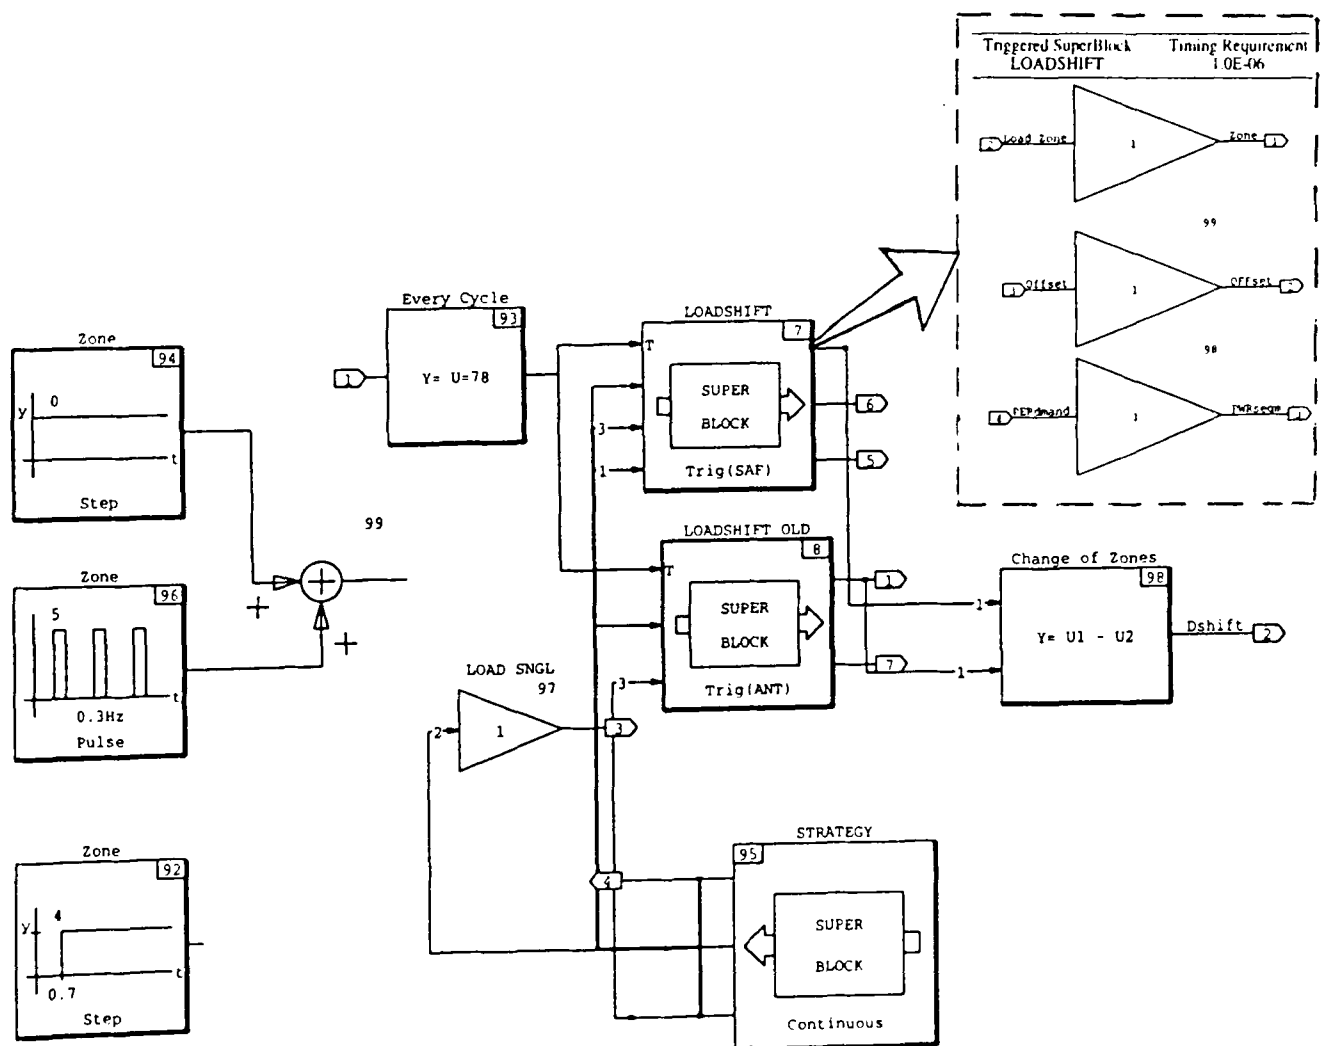 Triggered SuperBlock Timing Requirement
LOADSHIFT 1.0E-06
Load Zone 1 Zone 1
99
Offset 1 Offset
98
1
Every Cycle
93
1 Y= U=78
LOADSHIFT
7
T
SUPER
BLOCK
6
3
5
1
Trig(SAF)
Zone
94
0
y
t
Step
99
Zone
96
5
+
+
+
t
0.3Hz
Pulse
LOADSHIFT OLD
8
T
SUPER
BLOCK
1
7
3
Trig(ANT)
Change of Zones
98
1
Y= U1 - U2
1
Dshift 2
LOAD SNGL
97
2 1 3
Zone
92
4
y
t
0.7
Step
STRATEGY
95
4
SUPER
BLOCK
Continuous